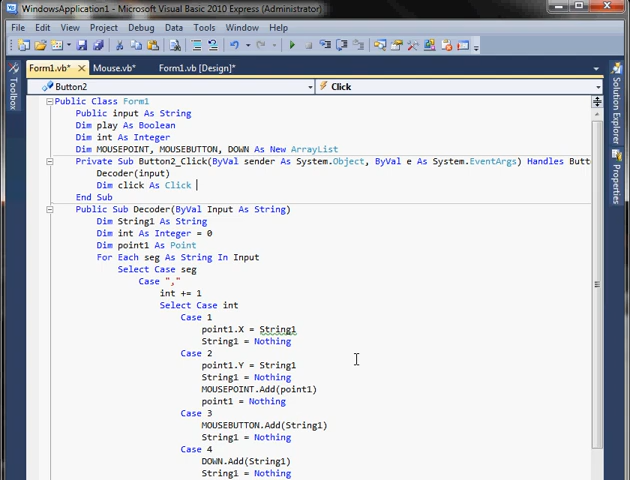 WindowsApplication1 - Microsoft Visual Basic 2010 Express (Administrator)
File Edit View Project Debug Data Tools Window Help
Form1.vb* Mouse.vb* Form1.vb [Design]*
Toolbox
Button2 Click
Solution Explorer
Properties
Public Class Form1
Public input As String
Dim play As Boolean
Dim int As Integer
Dim MOUSEPOINT, MOUSEBUTTON, DOWN As New ArrayList
Private Sub Button2_Click(ByVal sender As System.Object, ByVal e As System.EventArgs) Handles Butt
Decoder(input)
Dim click As Click
End Sub
Public Sub Decoder(ByVal Input As String)
Dim String1 As String
Dim int As Integer = 0
Dim point1 As Point
For Each seg As String In Input
Select Case seg
Case ","
int += 1
Select Case int
Case 1
point1.X = String1
String1 = Nothing
Case 2
point1.Y = String1
String1 = Nothing
MOUSEPOINT.Add(point1)
point1 = Nothing
Case 3
MOUSEBUTTON.Add(String1)
String1 = Nothing
Case 4
DOWN.Add(String1)
String1 = Nothing